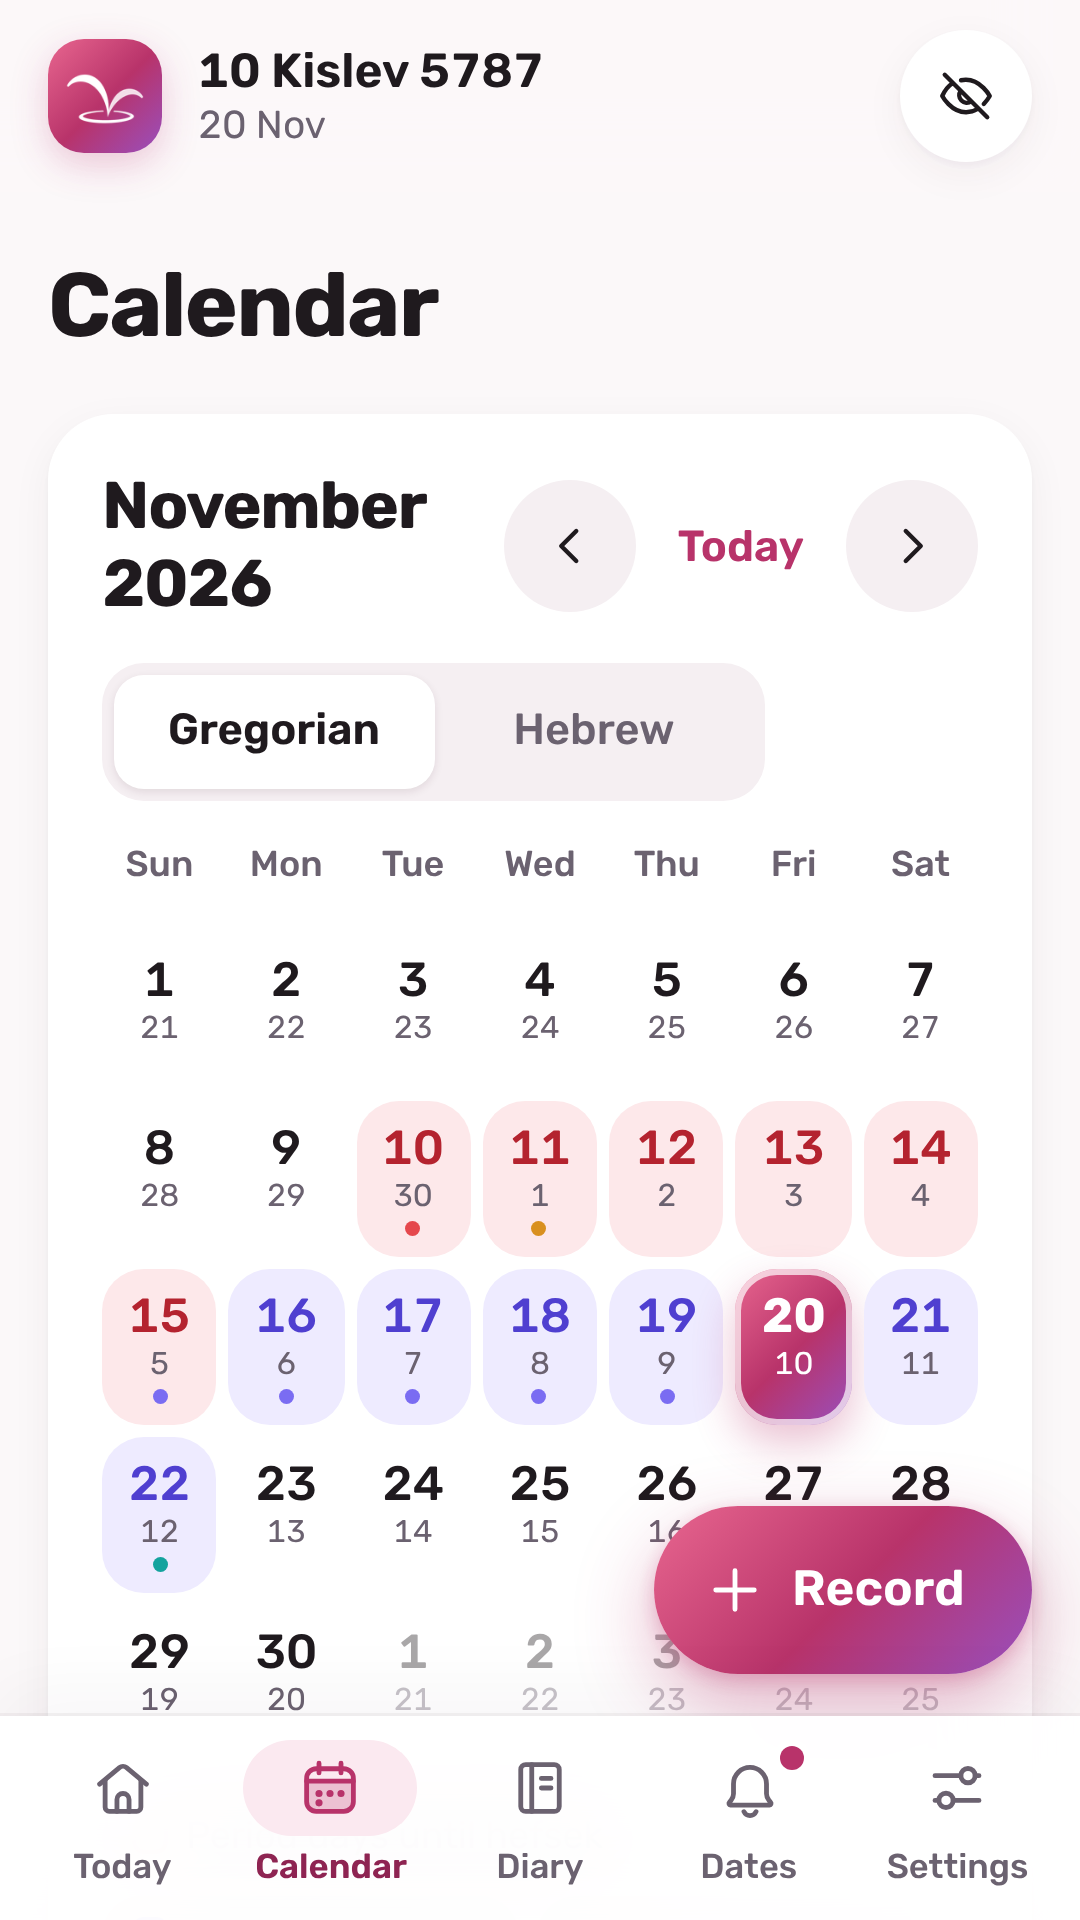 10 Kislev 5787
20 Nov
Calendar
November
2026
Today
Gregorian
Hebrew
Sun Mon Tue Wed Thu Fri Sat
1 2 3 4 5 6 7
21 22 23 24 25 26 27
8 9 10 11 12 13 14
28 29 30 1 2 3 4
15 16 17 18 19 20 21
5 6 7 8 9 10 11
22 23 24 25 26 27 28
12 13 14 15 16
Record
29 30 1 2 3
19 20 21 22 23 24 25
Today Calendar Diary Dates Settings